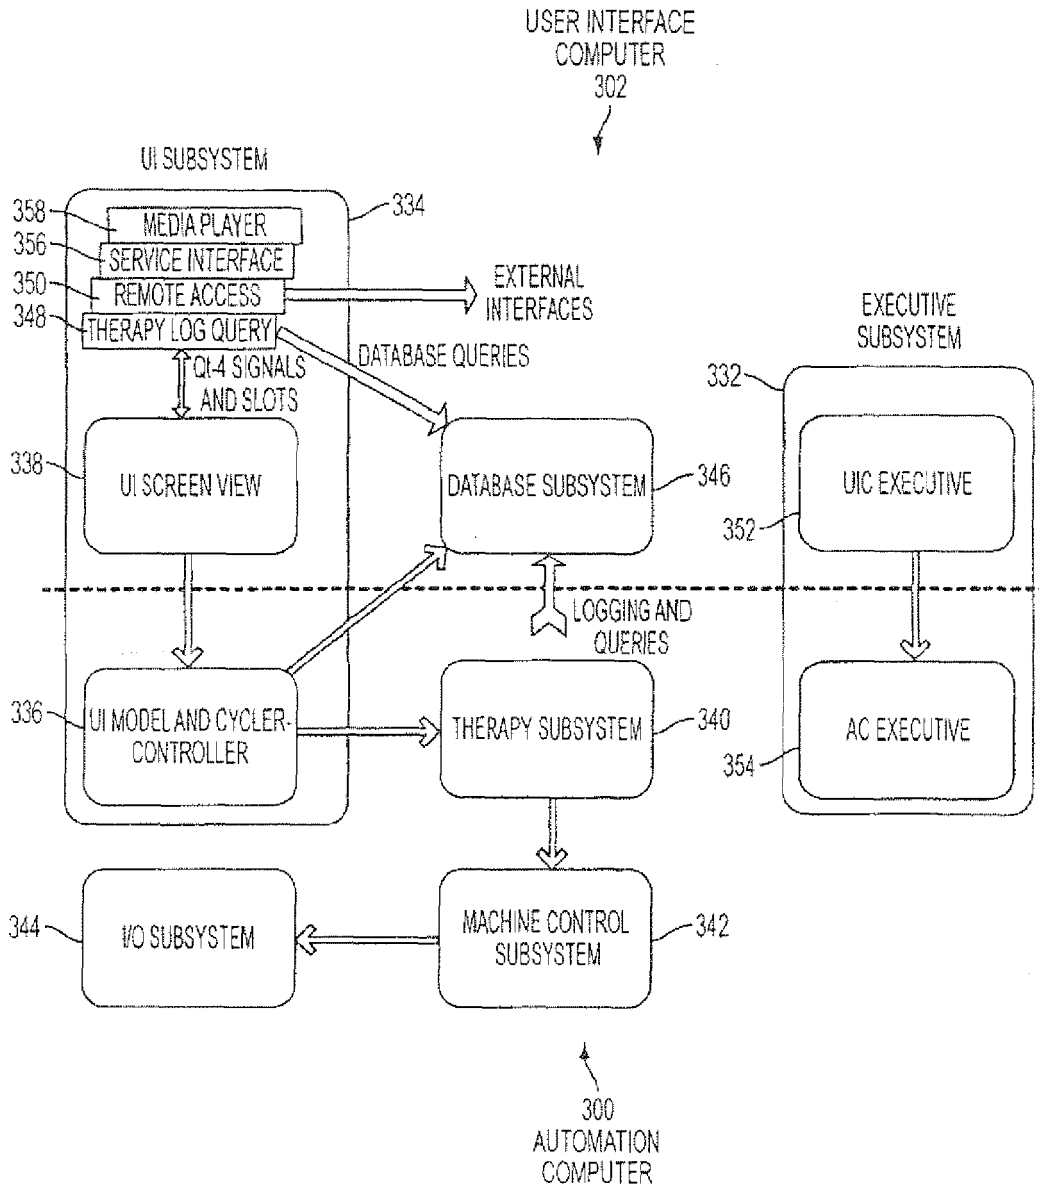 USER INTERFACE
COMPUTER
302
UI SUBSYSTEM
334
358
MEDIA PLAYER
356
SERVICE INTERFACE
350
REMOTE ACCESS
348
THERAPY LOG QUERY
EXTERNAL
INTERFACES
DATABASE QUERIES
Qt-4 SIGNALS
AND SLOTS
EXECUTIVE
SUBSYSTEM
332
338
UI SCREEN VIEW
DATABASE SUBSYSTEM
346
UIC EXECUTIVE
352
LOGGING AND
QUERIES
336
UI MODEL AND CYCLER-
CONTROLLER
THERAPY SUBSYSTEM
340
AC EXECUTIVE
354
344
I/O SUBSYSTEM
MACHINE CONTROL
SUBSYSTEM
342
300
AUTOMATION
COMPUTER